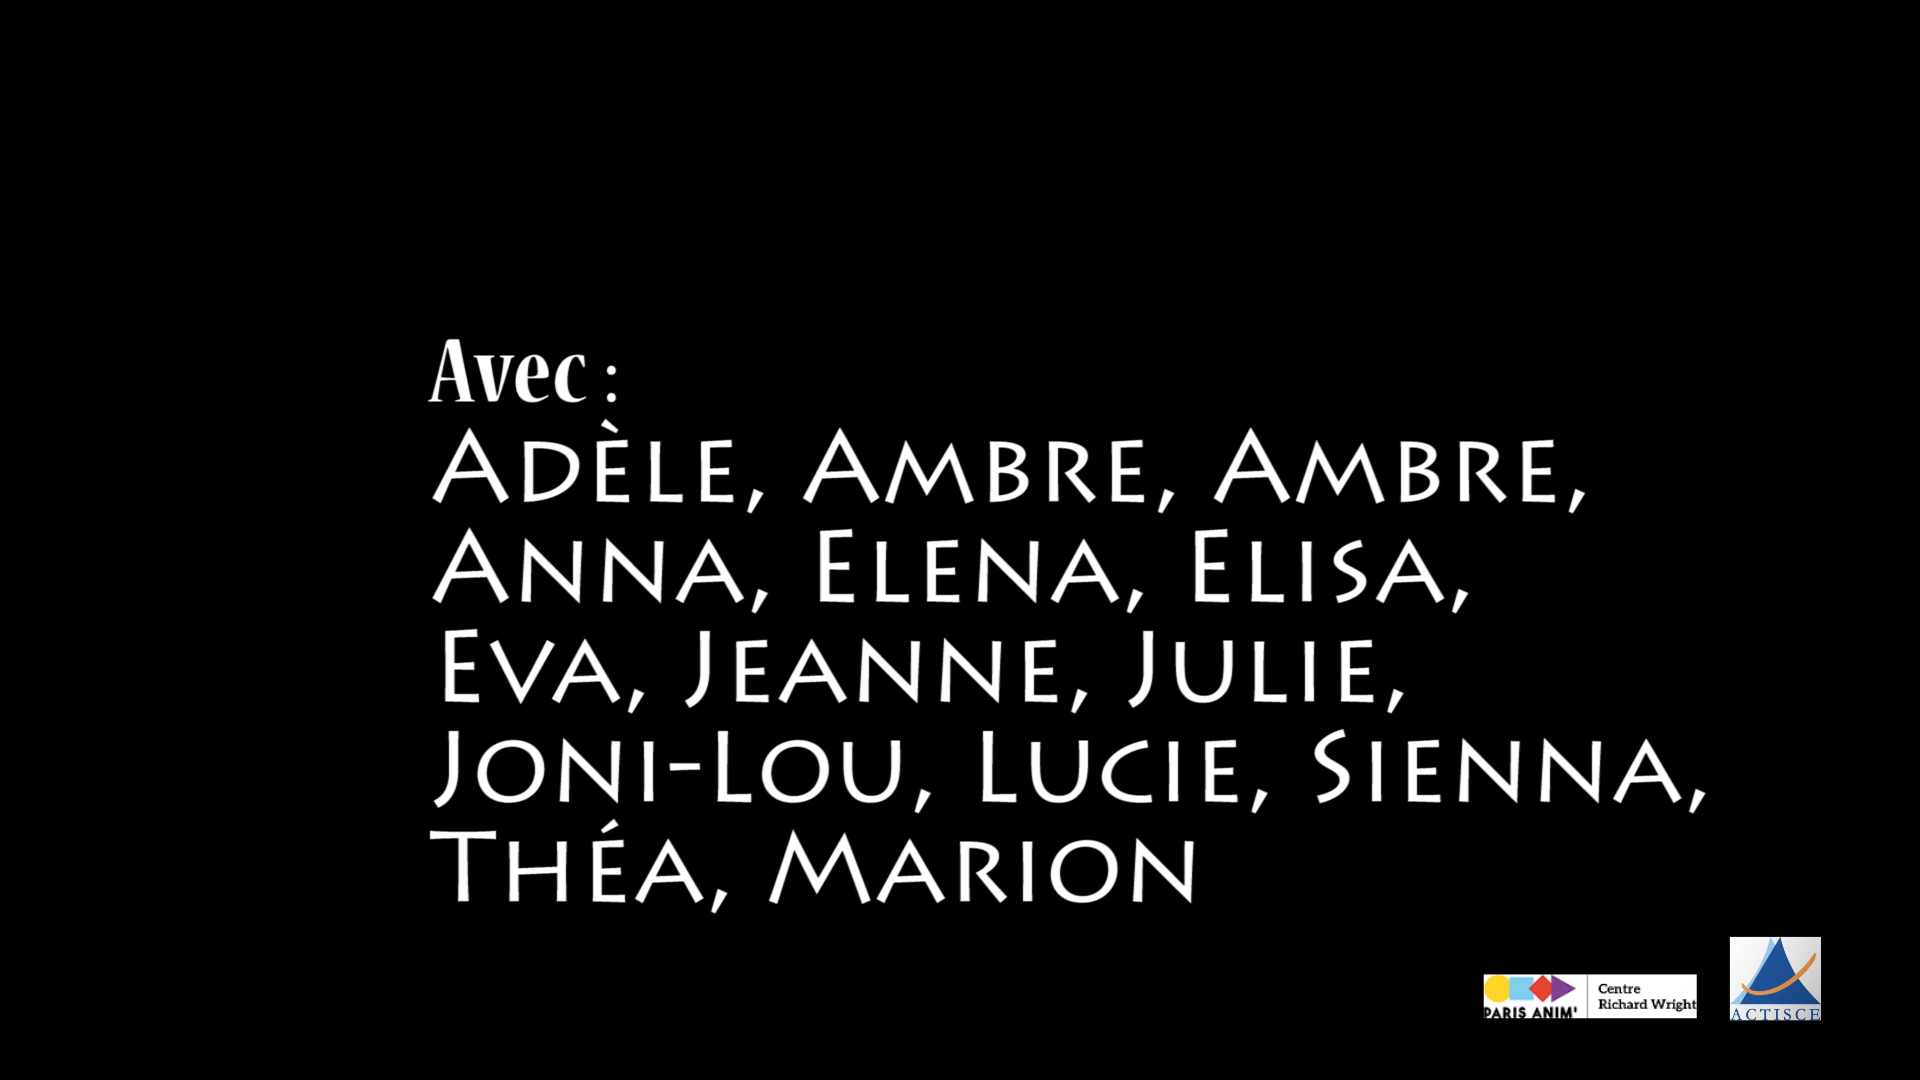 Avec :
Adèle, Ambre, Ambre,
Anna, Elena, Elisa,
Eva, Jeanne, Julie,
Joni-Lou, Lucie, Sienna,
Théa, Marion
PARIS ANIM'
Centre
Richard Wright
ACTISCE